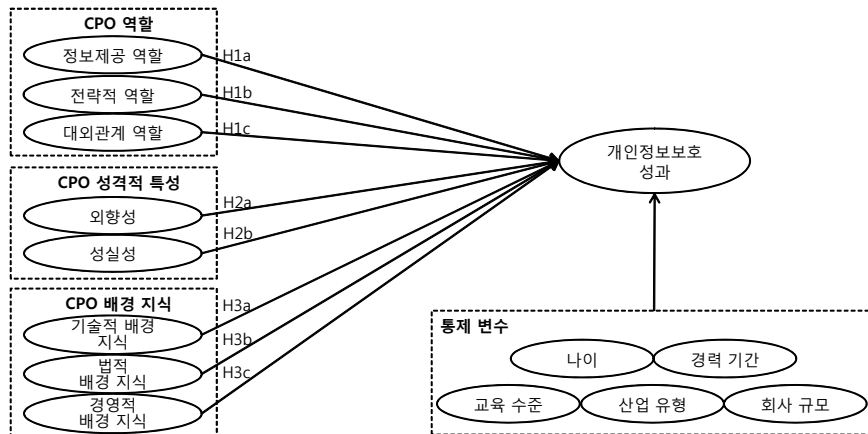 CPO 역할
정보제공 역할
H1a
전략적 역할
H1b
대외관계 역할
H1c
개인정보보호
성과
CPO 성격적 특성
외향성
H2a
성실성
H2b
CPO 배경 지식
기술적 배경
지식
H3a
법적
배경 지식
H3b
경영적
배경 지식
H3c
통제 변수
나이
경력 기간
교육 수준
산업 유형
회사 규모